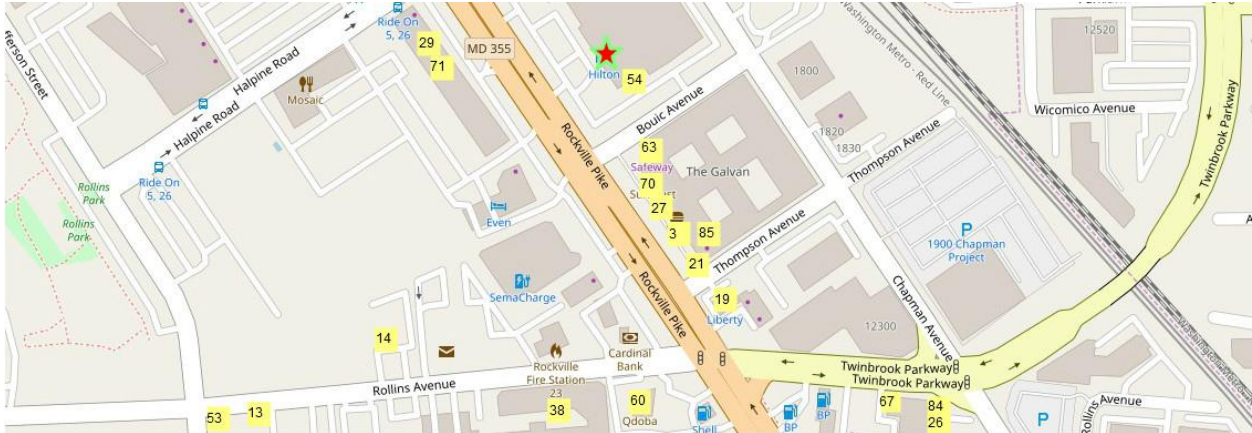 fferson Street
Halpine Road
Halpine Road
Ride On
5, 26
29
71
MD 355
Mosaic
Ride On
5, 26
Rollins
Park
Rollins
Park
Hilton
54
Bouic Avenue
Rockville Pike
Rockville Pike
63
Safeway
70
27
3
85
21
The Galvan
Thompson Avenue
Thompson Avenue
1800
1820
1830
Washington Metro - Red Line
12520
Wicomico Avenue
Twinbrook Parkway
P
1900 Chapman
Project
Chapman Avenue
Even
SemaCharge
19
Liberty
12300
14
Rollins Avenue
Rockville
Fire Station
23
Cardinal
Bank
53
13
38
60
Qdoba
Shell
BP
BP
Twinbrook Parkway
Twinbrook Parkway
67
84
26
P
Rollins Avenue
Washington Metro
A